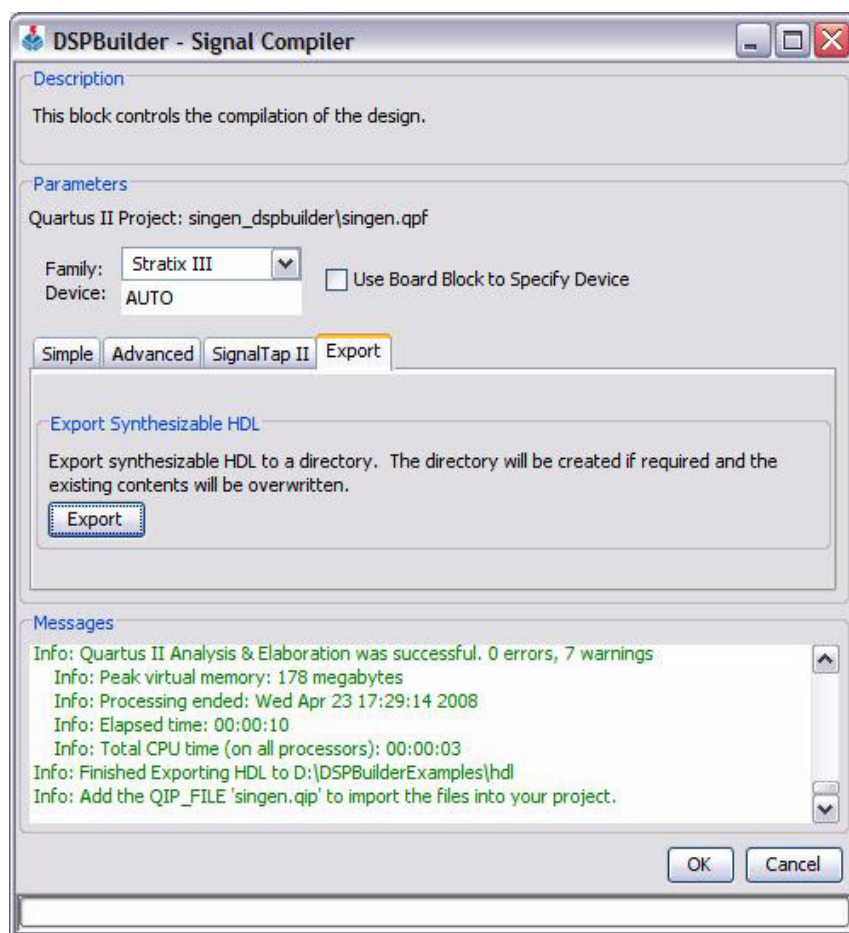 DSPBuilder - Signal Compiler
Description
This block controls the compilation of the design.
Parameters
Quartus II Project: singen_dspbuilder\singen.qpf
Family:
Stratix III
Use Board Block to Specify Device
Device:
AUTO
Simple
Advanced
SignalTap II
Export
Export Synthesizable HDL
Export synthesizable HDL to a directory. The directory will be created if required and the
existing contents will be overwritten.
Export
Messages
Info: Quartus II Analysis & Elaboration was successful. 0 errors, 7 warnings
Info: Peak virtual memory: 178 megabytes
Info: Processing ended: Wed Apr 23 17:29:14 2008
Info: Elapsed time: 00:00:10
Info: Total CPU time (on all processors): 00:00:03
Info: Finished Exporting HDL to D:\DSPBuilderExamples\hdl
Info: Add the QIP_FILE 'singen.qip' to import the files into your project.
OK
Cancel